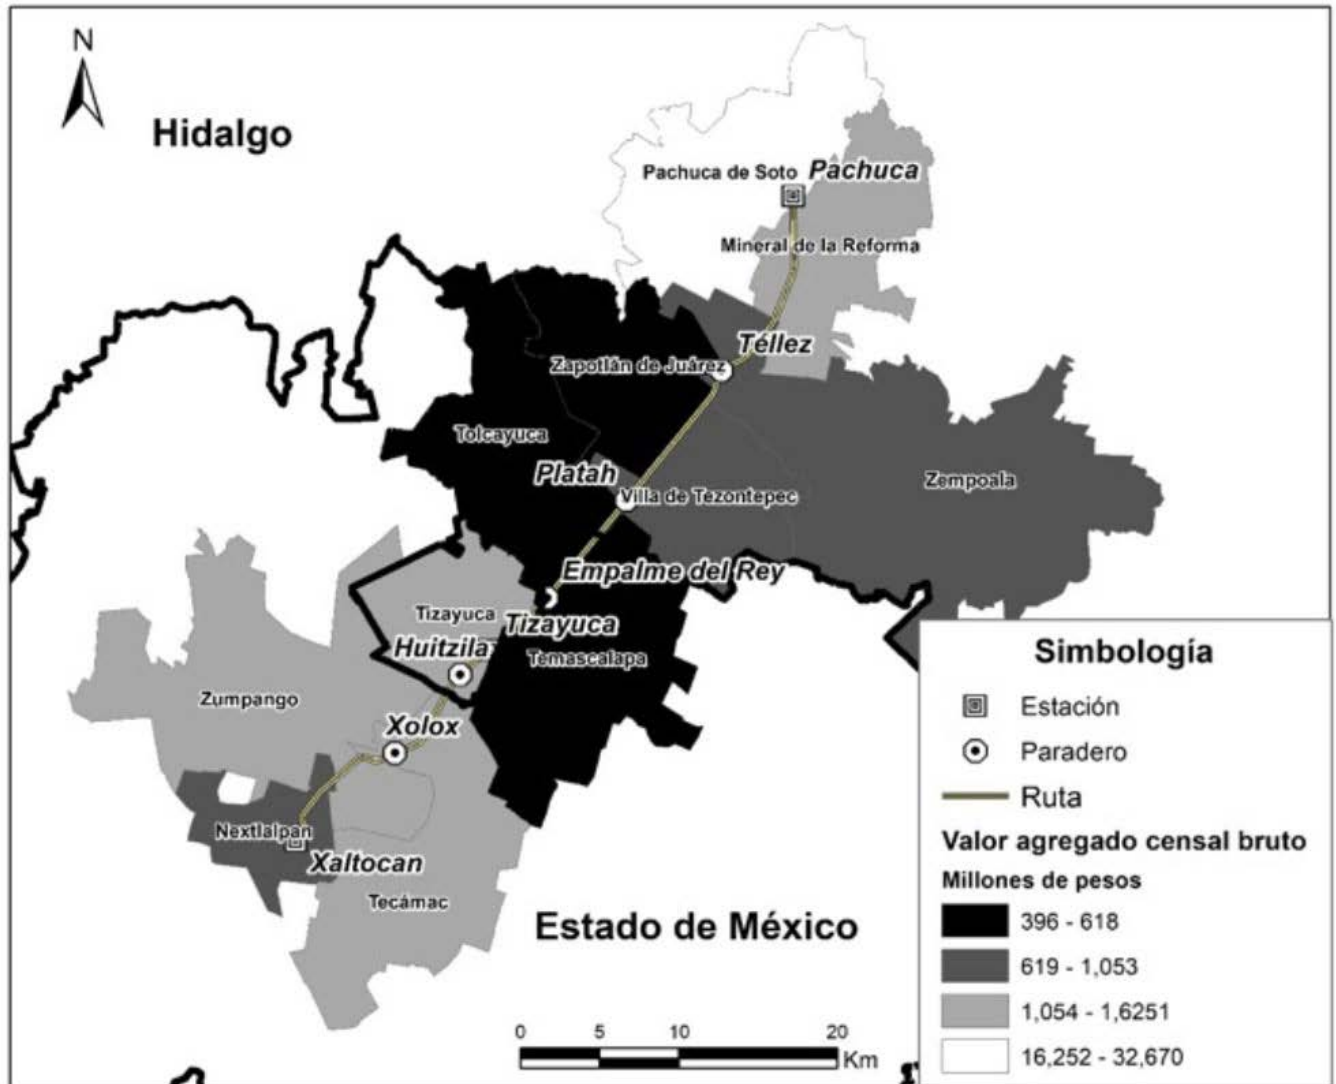 N
Hidalgo
Pachuca de Soto
Pachuca
Mineral de la Reforma
Téllez
Zapotlán de Juárez
Tolcayuca
Platah
Villa de Tezontepec
Zempoala
Empalme del Rey
Tizayuca
Tizayuca
Huitzila
Temascalapa
Zumpango
Xolox
Nextlalpan
Xaltocan
Tecámac
Estado de México
0 5 10 20
Km
Simbología
Estación
Paradero
Ruta
Valor agregado censal bruto
Millones de pesos
396 - 618
619 - 1,053
1,054 - 1,6251
16,252 - 32,670